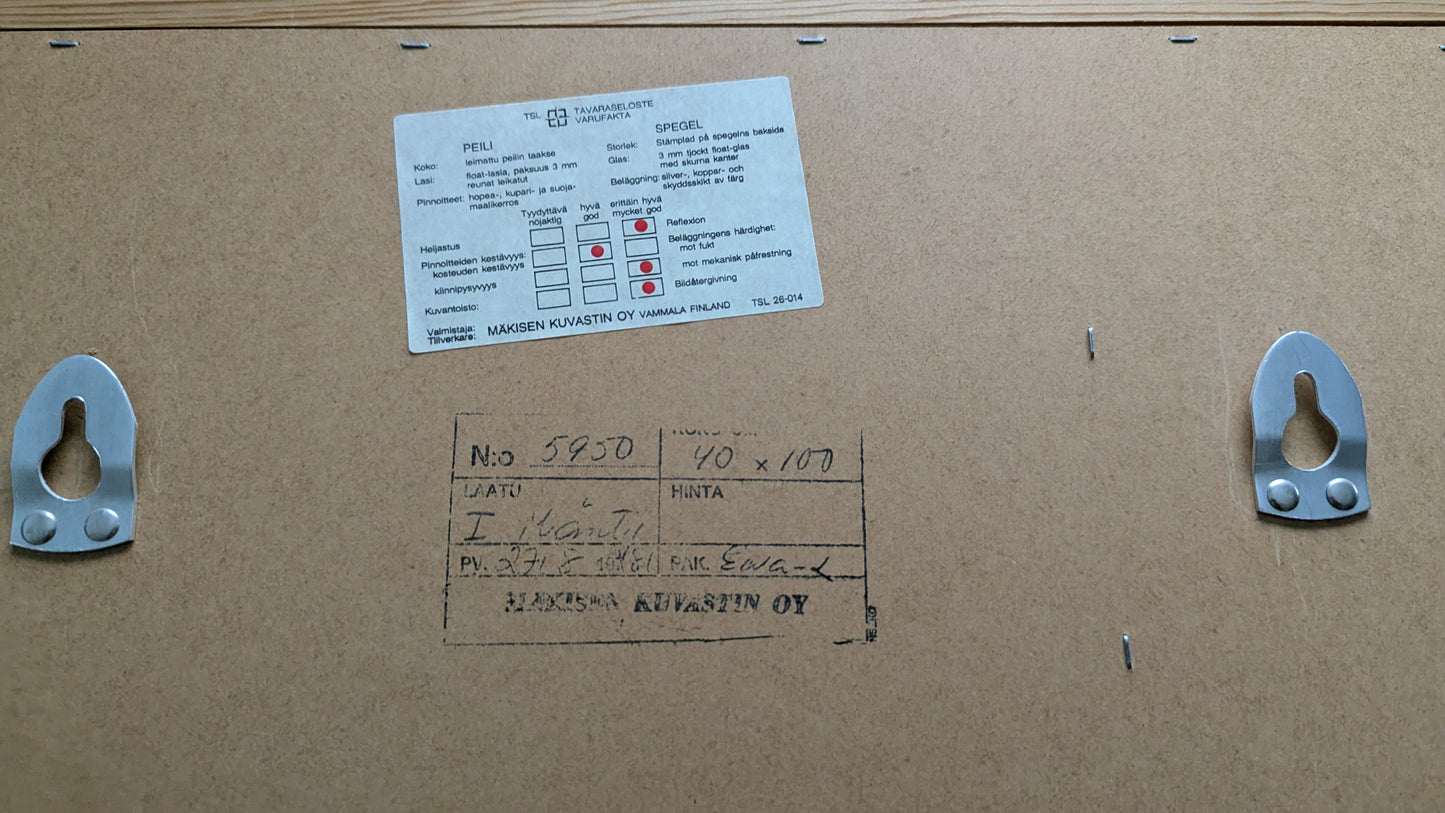 TSL TAVARASELOSTE
VARUFAKTA
PEILI
Koko: leimattu peilin taakse
Lasi: float-lasia, paksuus 3 mm
reunat leikatut
Pinnoitteet: hopea-, kupari- ja suoja-
maalikerros
SPEGEL
Storlek: Stämplad på spegelns baksida
Glas: 3 mm tjockt float-glas
med skurna kanter
Beläggning: silver-, koppar- och
skyddsskikt av färg
Tyydyttävä hyvä erittäin hyvä
nöjaktig god mycket god
Heijastus Reflexion
Pinnoitteiden kestävyys: Beläggningens härdighet:
kosteuden kestävyys mot fukt
kiinnipysyvyys mot mekanisk påfrestning
Kuvantoisto: Bildåtergivning
Valmistaja:
Tillverkare: MÄKISEN KUVASTIN OY VAMMALA FINLAND TSL 26-014
N:o 5950 40 x 100
LAATU HINTA
I
PV. 27. 8 PAK. Eeva-L
MÄKISEN KUVASTIN OY